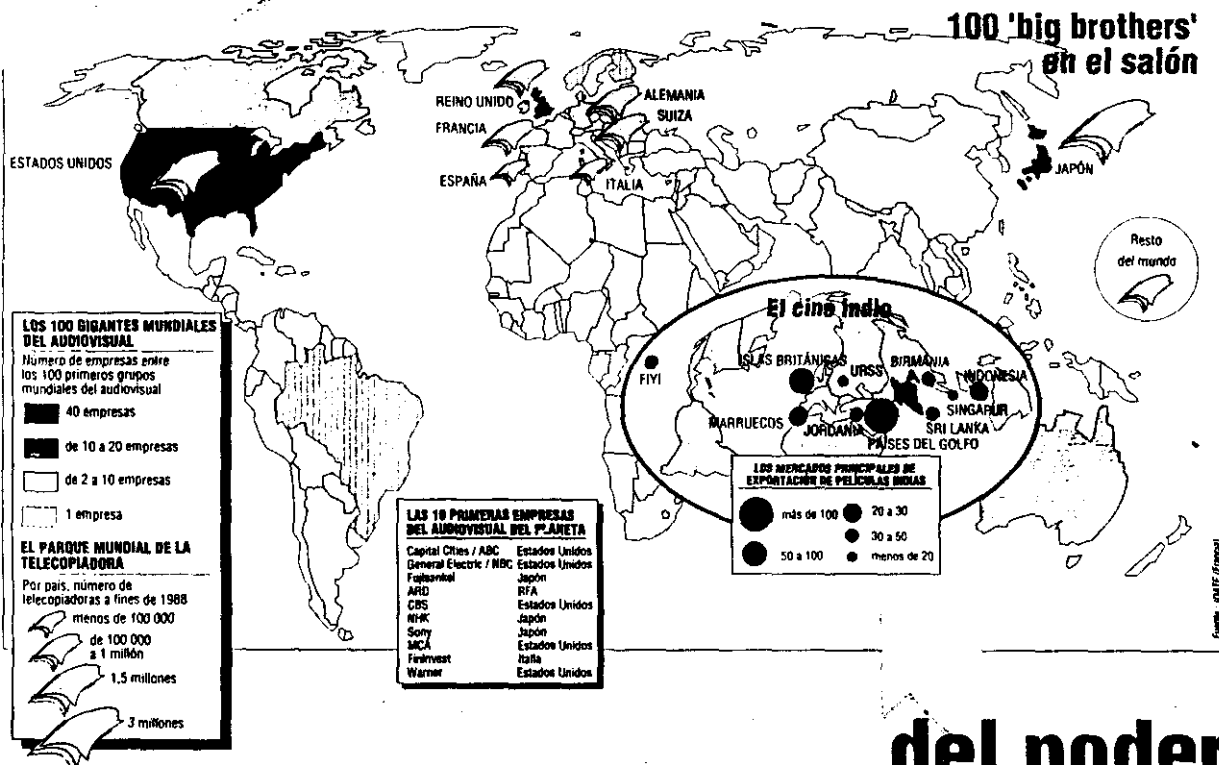 100 'big brothers'
en el salón
ESTADOS UNIDOS
REINO UNIDO
FRANCIA
ESPAÑA
ALEMANIA
SUIZA
ITALIA
JAPÓN
Resto
del mundo
El cine indio
FIYI
ISLAS BRITÁNICAS
URSS
BIRMANIA
INDONESIA
MARRUECOS
JORDANIA
SINGAPUR
SRI LANKA
PAISES DEL GOLFO
LOS MERCADOS PRINCIPALES DE
EXPORTACIÓN DE PELÍCULAS INDIAS
más de 100
20 a 30
30 a 50
50 a 100
menos de 20
LOS 100 GIGANTES MUNDIALES
DEL AUDIOVISUAL
Número de empresas entre
los 100 primeros grupos
mundiales del audiovisual
40 empresas
de 10 a 20 empresas
de 2 a 10 empresas
1 empresa
EL PARQUE MUNDIAL DE LA
TELECOPIADORA
Por país, número de
telecopiadoras a fines de 1988
menos de 100 000
de 100 000
a 1 millón
1,5 millones
3 millones
LAS 10 PRIMERAS EMPRESAS
DEL AUDIOVISUAL DEL PLANETA
Capital Cities / ABC Estados Unidos
General Electric / NBC Estados Unidos
Fujisankei Japón
ARD RFA
CBS Estados Unidos
NHK Japón
Sony Japón
MCA Estados Unidos
Fininvest Italia
Warner Estados Unidos
Fuente : IDATE
del poder